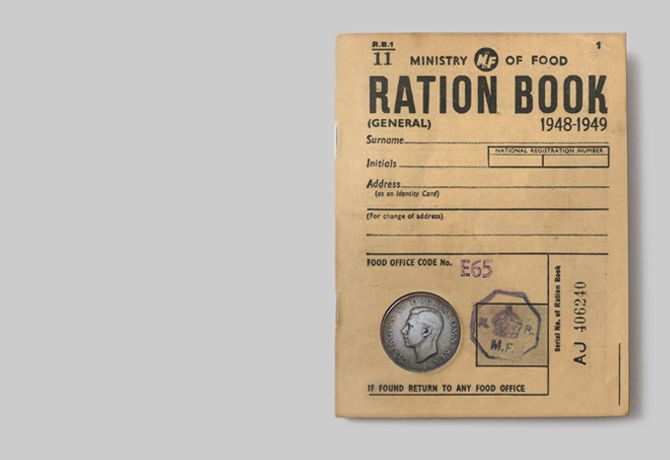 R.B.1
11
1
MINISTRY MF OF FOOD
RATION BOOK
(GENERAL)
1948-1949
Surname
NATIONAL REGISTRATION NUMBER
Initials
Address
(as on Identity Card)
(For change of address)
FOOD OFFICE CODE No. E65
Serial No. of Ration Book
AJ 406240
R.
M.F.
IF FOUND RETURN TO ANY FOOD OFFICE